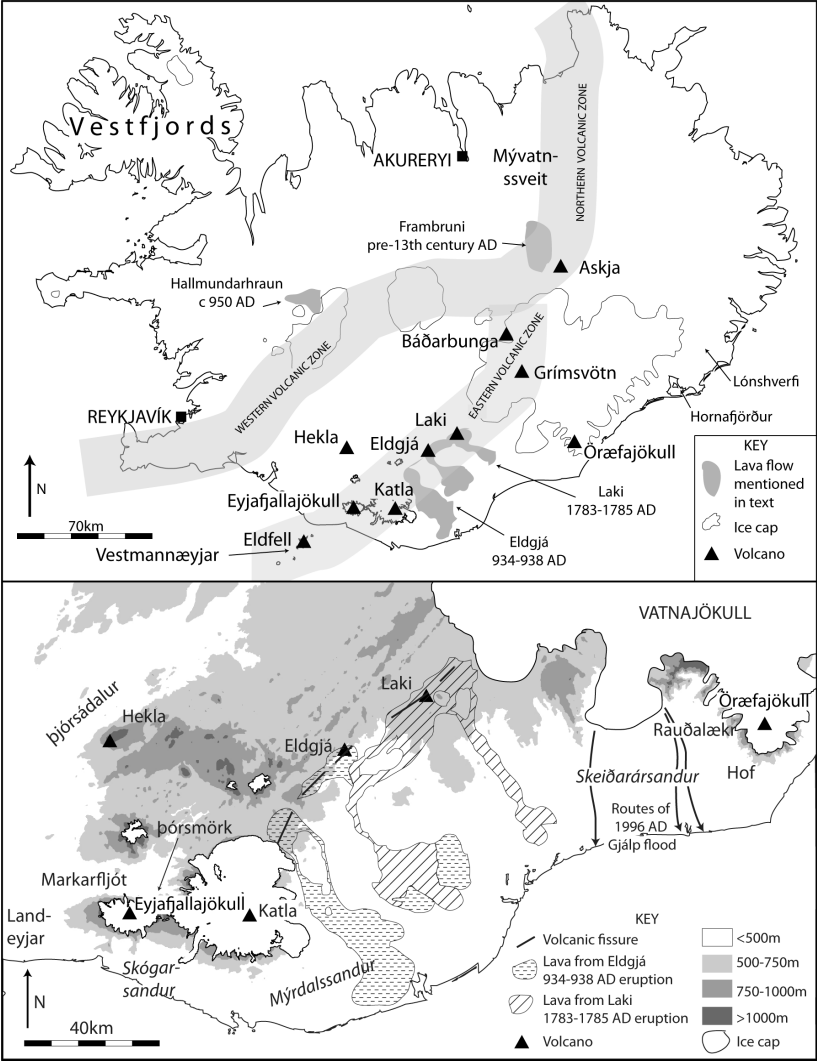 Vestfjords
AKURERYI
Mývatn-
ssveit
NORTHERN VOLCANIC ZONE
Frambruni
pre-13th century AD
Askja
Hallmundarhraun
c 950 AD
WESTERN VOLCANIC ZONE
Báðarbunga
EASTERN VOLCANIC ZONE
Grímsvötn
Lónshverfi
Hornafjörður
REYKJAVÍK
Hekla
Laki
Eldgjá
Öræfajökull
Eyjafjallajökull
Katla
Laki
1783-1785 AD
Eldgjá
934-938 AD
Eldfell
Vestmannæyjar
N
70km
KEY
Lava flow
mentioned
in text
Ice cap
Volcano
VATNAJÖKULL
Laki
þjórsádalur
Hekla
Eldgjá
Öræfajökull
Rauðalækr
Hof
Skeiðarársandur
Routes of
1996 AD
Gjálp flood
þórsmörk
Markarfljót
Eyjafjallajökull
Katla
Land-
eyjar
Skógar-
sandur
Mýrdalssandur
N
40km
KEY
Volcanic fissure
Lava from Eldgjá
934-938 AD eruption
Lava from Laki
1783-1785 AD eruption
Volcano
<500m
500-750m
750-1000m
>1000m
Ice cap